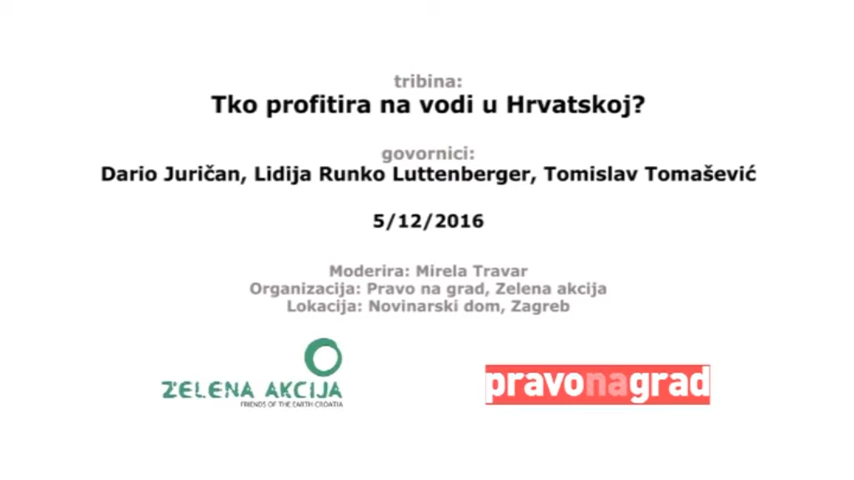 tribina:
Tko profitira na vodi u Hrvatskoj?
govornici:
Dario Juričan, Lidija Runko Luttenberger, Tomislav Tomašević
5/12/2016
Moderira: Mirela Travar
Organizacija: Pravo na grad, Zelena akcija
Lokacija: Novinarski dom, Zagreb
ZELENA AKCIJA
FRIENDS OF THE EARTH CROATIA
pravonagrad